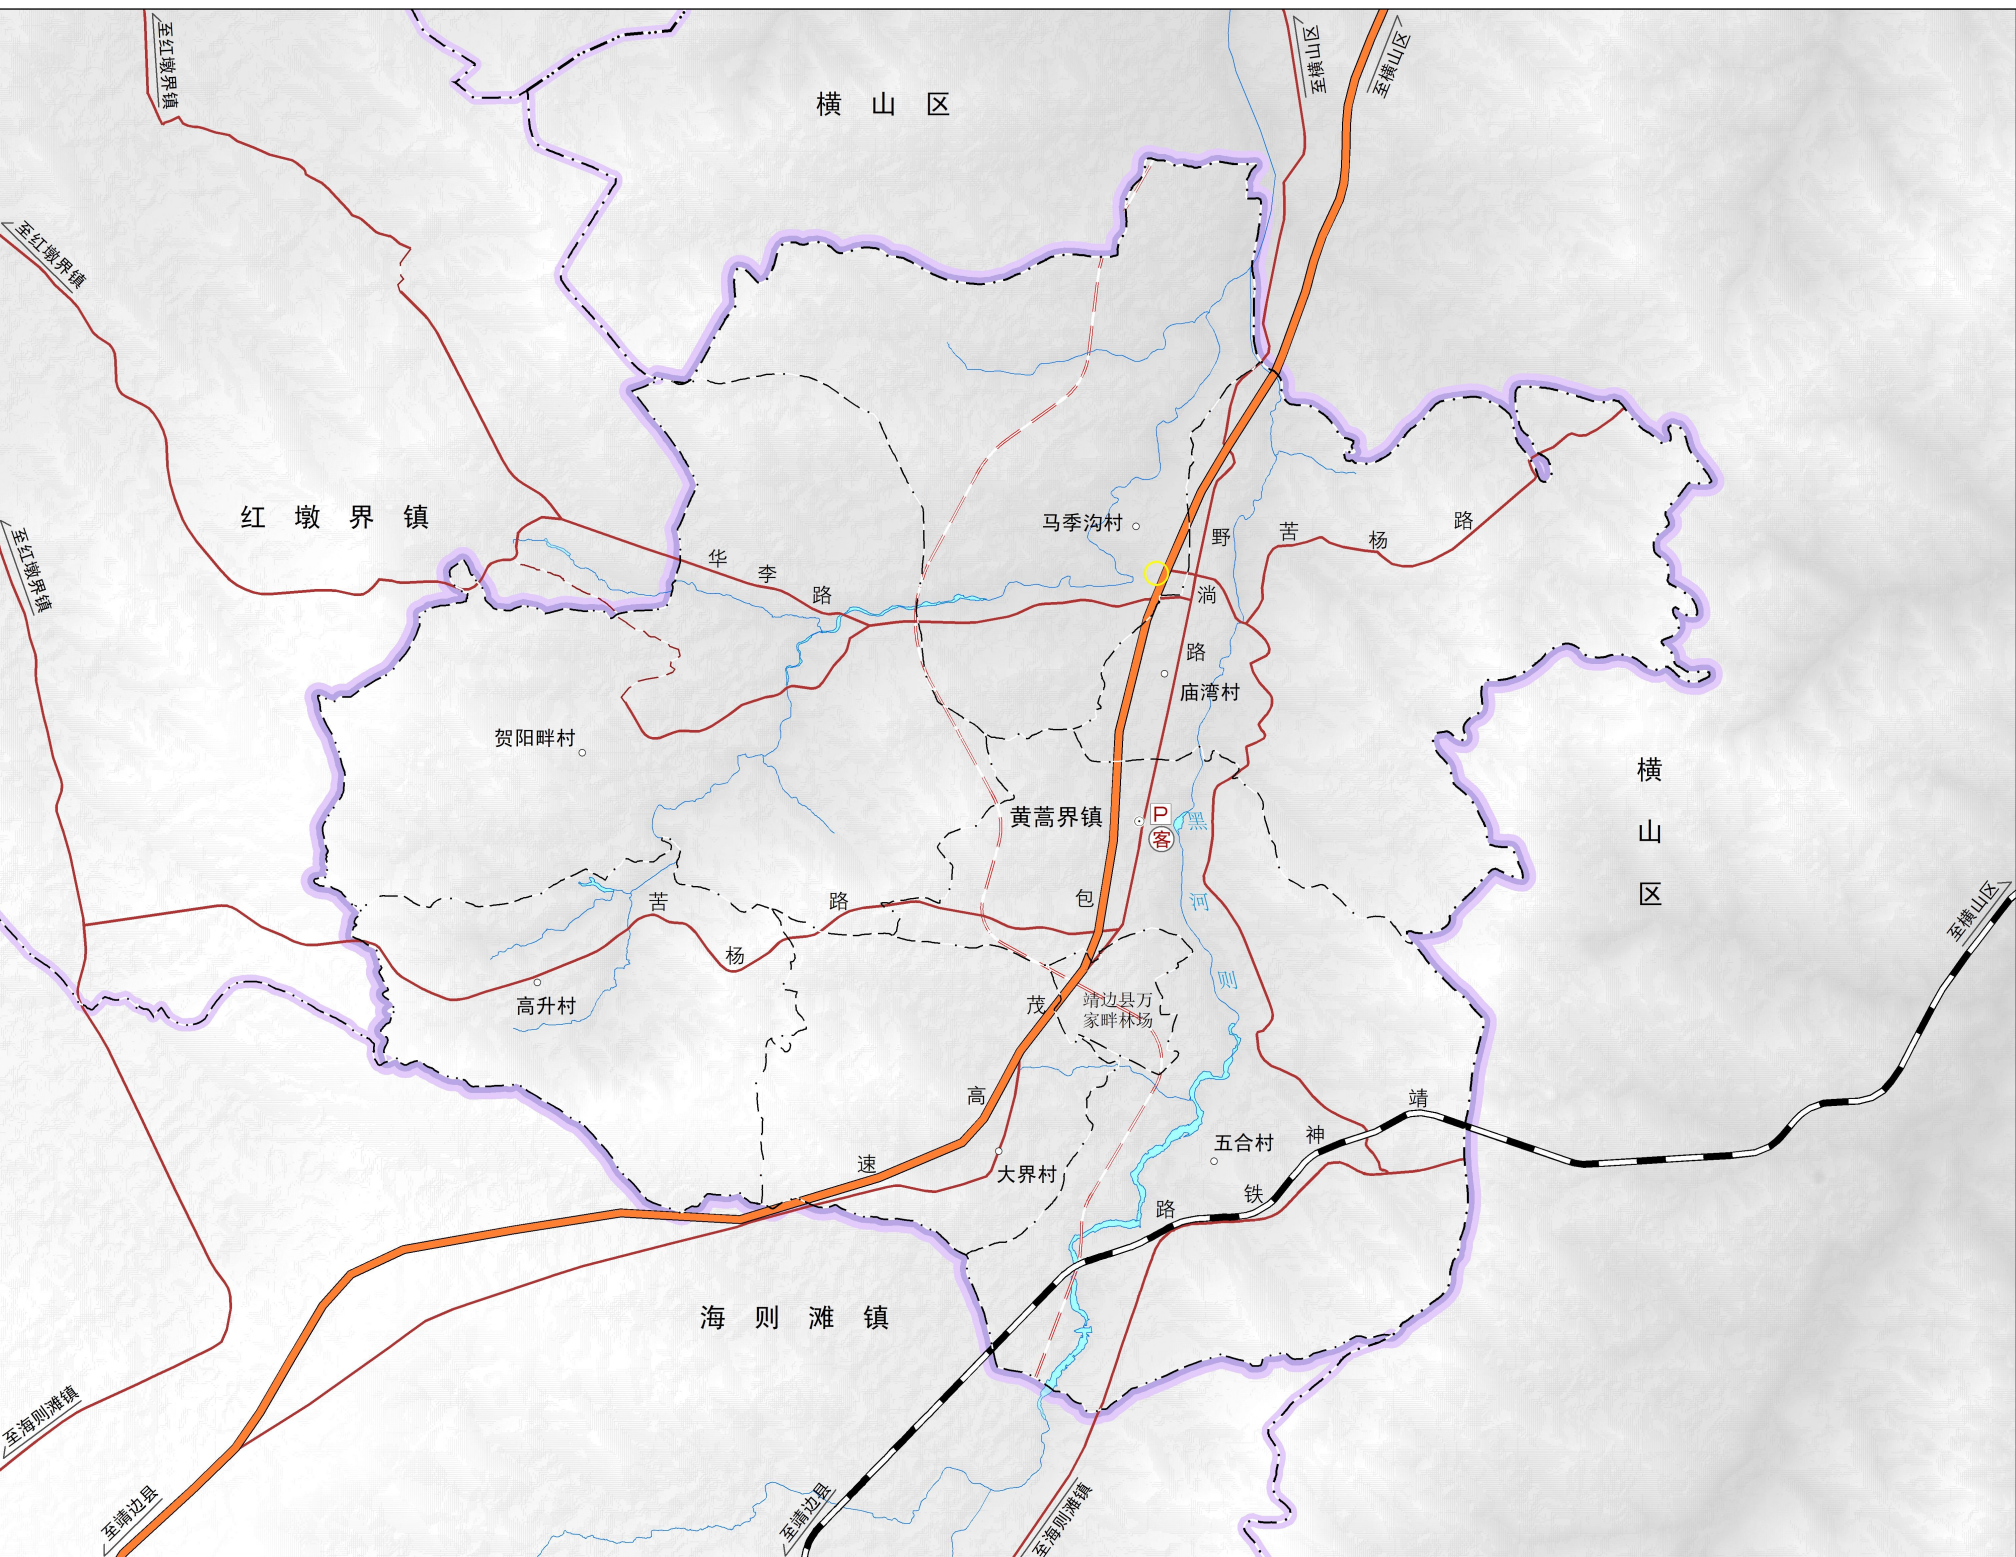 至红墩界镇
至横山区
至横山区
横山区
至红墩界镇
红墩界镇
至红墩界镇
马季沟村
野淌路
苦杨路
华李路
庙湾村
贺阳畔村
横山区
黄蒿界镇
P
客
黑河
苦杨路
包茂高速
至横山区
高升村
靖边县万
家畔林场
靖神铁路
五合村
大界村
海则滩镇
至海则滩镇
至靖边县
至靖边县
至海则滩镇